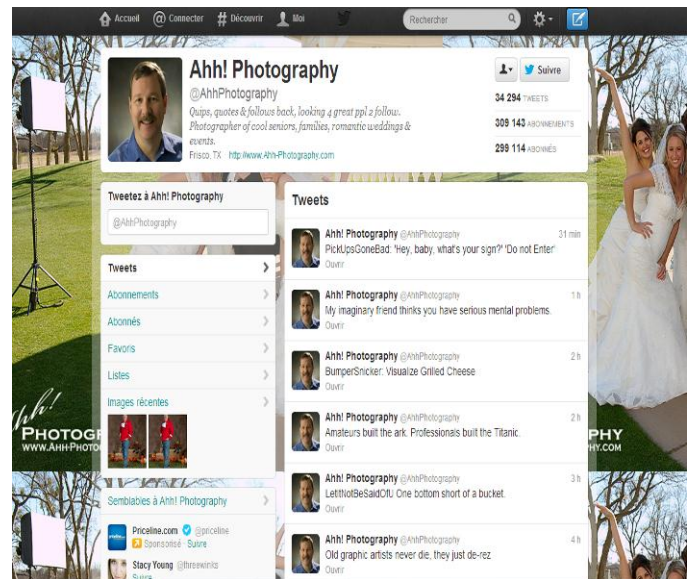 Accueil @ Connecter # Découvrir Moi
Rechercher
Ahh! Photography
@AhhPhotography
Quips, quotes & follows back, looking 4 great ppl 2 follow.
Photographer of cool seniors, families, romantic weddings &
events.
Frisco, TX · http://www.Ahh-Photography.com
Suivre
34 294 TWEETS
309 143 ABONNEMENTS
299 114 ABONNÉS
Tweetez à Ahh! Photography
@AhhPhotography
Tweets
Abonnements
Abonnés
Favoris
Listes
Images récentes
Semblables à Ahh! Photography
Priceline.com @priceline
Sponsorisé · Suivre
Stacy Young @threewinks
Suivre
Tweets
Ahh! Photography @AhhPhotography 31 min
PickUpsGoneBad: "Hey, baby, what's your sign?" "Do not Enter"
Ouvrir
Ahh! Photography @AhhPhotography 1 h
My imaginary friend thinks you have serious mental problems.
Ouvrir
Ahh! Photography @AhhPhotography 2 h
BumperSnicker: Visualize Grilled Cheese
Ouvrir
Ahh! Photography @AhhPhotography 2 h
Amateurs built the ark. Professionals built the Titanic.
Ouvrir
Ahh! Photography @AhhPhotography 3 h
LetItNotBeSaidOfU One bottom short of a bucket.
Ouvrir
Ahh! Photography @AhhPhotography 4 h
Old graphic artists never die, they just de-rez
Ouvrir
hh!
PHOTOG
WWW.AHH-PHOTO
PHY
HY.COM